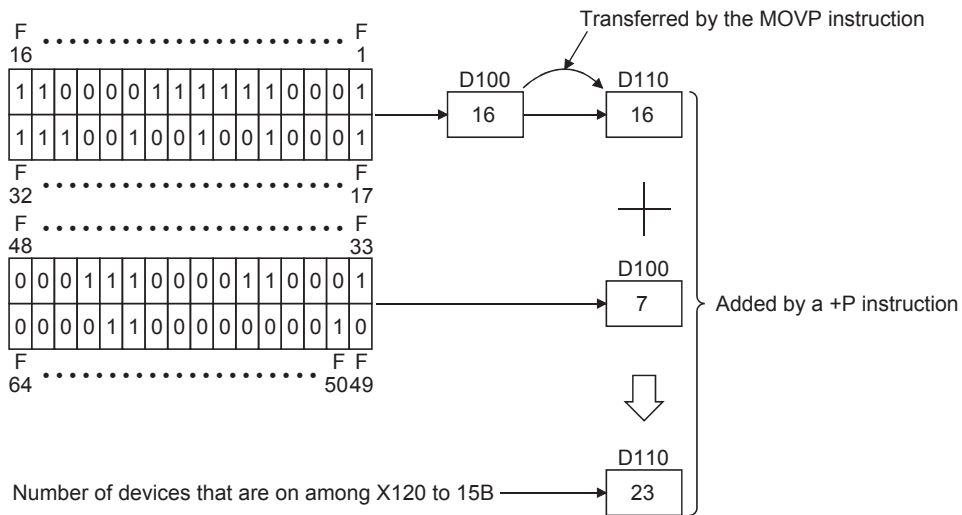 Transferred by the MOVP instruction
F F
16 1
D100 D110
1 1 0 0 0 0 1 1 1 1 1 1 0 0 0 1
16 16
1 1 1 0 0 1 0 0 1 0 0 1 0 0 0 1
F F
32 17
F F
48 33
D100
0 0 0 1 1 1 0 0 0 0 1 1 0 0 0 1
7
Added by a +P instruction
0 0 0 0 1 1 0 0 0 0 0 0 0 0 1 0
F F F
64 50 49
D110
Number of devices that are on among X120 to 15B
23